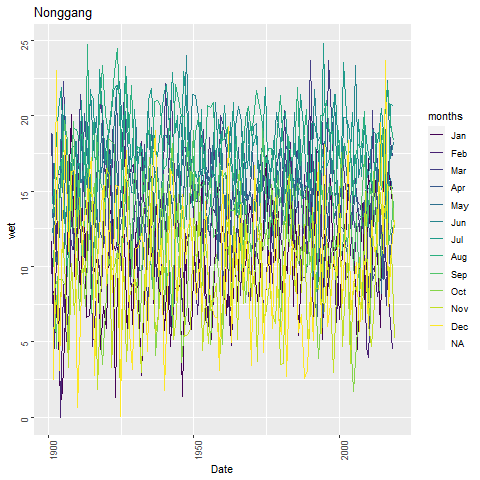 Nonggang
wet
25
20
15
10
5
0
1900
1950
2000
Date
months
Jan
Feb
Mar
Apr
May
Jun
Jul
Aug
Sep
Oct
Nov
Dec
NA